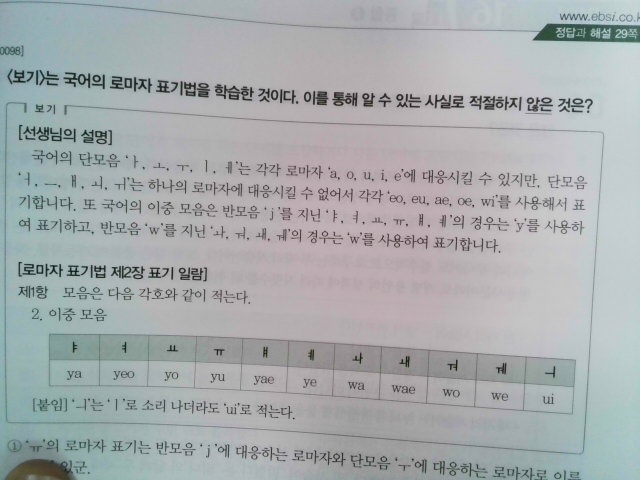 www.ebsi.co.k
정답과 해설 29쪽
0098]
<보기>는 국어의 로마자 표기법을 학습한 것이다. 이를 통해 알 수 있는 사실로 적절하지 않은 것은?
보기
[선생님의 설명]
국어의 단모음 ‘ㅏ, ㅗ, ㅜ, ㅣ, ㅔ’는 각각 로마자 ‘a, o, u, i, e’에 대응시킬 수 있지만, 단모음
‘ㅓ, ㅡ, ㅐ, ㅚ, ㅟ’는 하나의 로마자에 대응시킬 수 없어서 각각 ‘eo, eu, ae, oe, wi’를 사용해서 표
기합니다. 또 국어의 이중 모음은 반모음 ‘j’를 지닌 ‘ㅑ, ㅕ, ㅛ, ㅠ, ㅒ, ㅖ’의 경우는 ‘y’를 사용하
여 표기하고, 반모음 ‘w’를 지닌 ‘ㅘ, ㅝ, ㅙ, ㅞ’의 경우는 ‘w’를 사용하여 표기합니다.
[로마자 표기법 제2장 표기 일람]
제1항 모음은 다음 각호와 같이 적는다.
2. 이중 모음
ㅑ ㅕ ㅛ ㅠ ㅒ ㅖ ㅘ ㅙ ㅝ ㅞ ㅢ
ya yeo yo yu yae ye wa wae wo we ui
[붙임] ‘ㅢ’는 ‘ㅣ’로 소리 나더라도 ‘ui’로 적는다.
① ‘ㅠ’의 로마자 표기는 반모음 ‘j’에 대응하는 로마자와 단모음 ‘ㅜ’에 대응하는 로마자로 이루
있군.